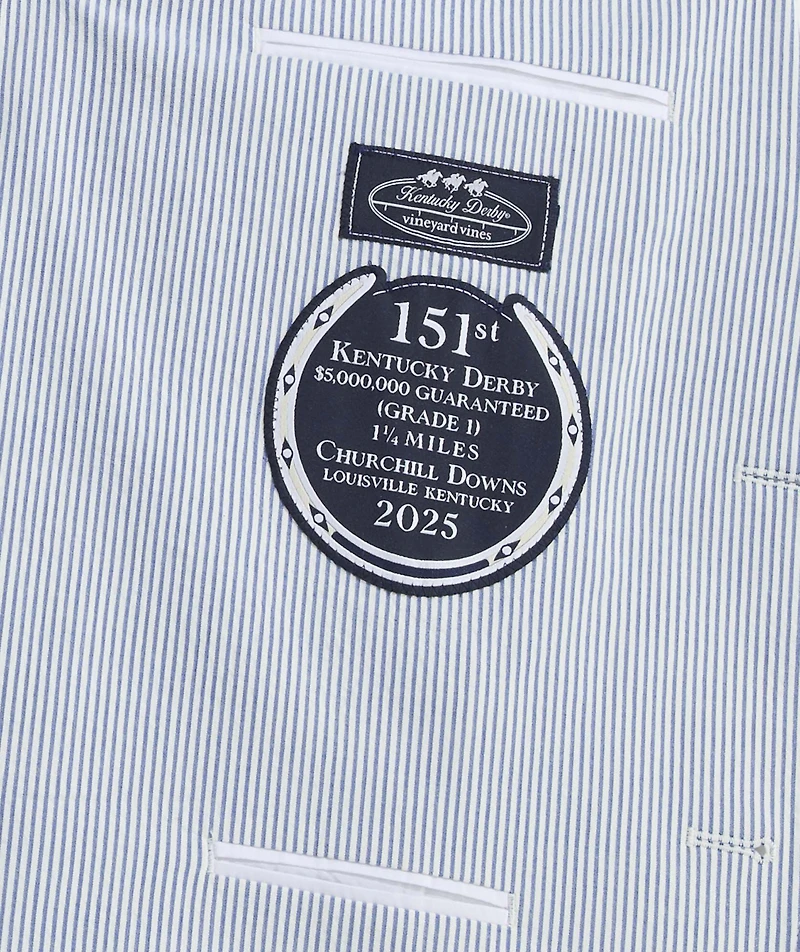 Kentucky Derby®
vineyard vines
151st
KENTUCKY DERBY
$5,000,000 GUARANTEED
(GRADE I)
1¼ MILES
CHURCHILL DOWNS
LOUISVILLE KENTUCKY
2025